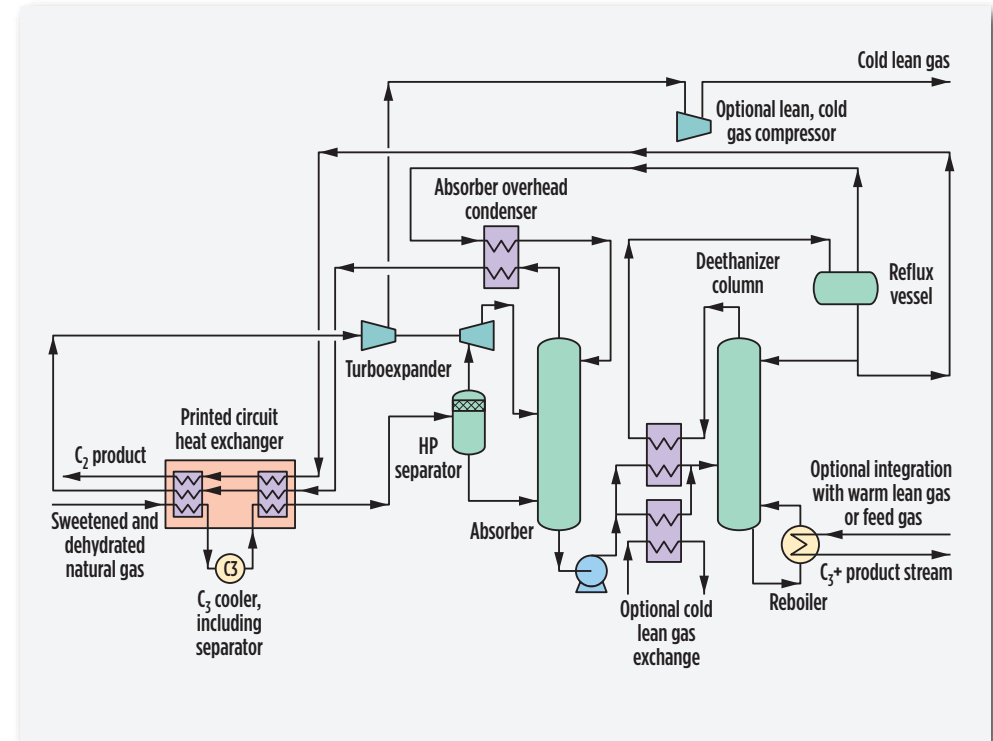 Cold lean gas
Optional lean, cold
gas compressor
Absorber overhead
condenser
Deethanizer
column
Reflux
vessel
Turboexpander
Printed circuit
heat exchanger
HP
separator
C2 product
Optional integration
with warm lean gas
or feed gas
Sweetened and
dehydrated
natural gas
Absorber
C3
C3+ product stream
C3 cooler,
including
separator
Reboiler
Optional cold
lean gas
exchange